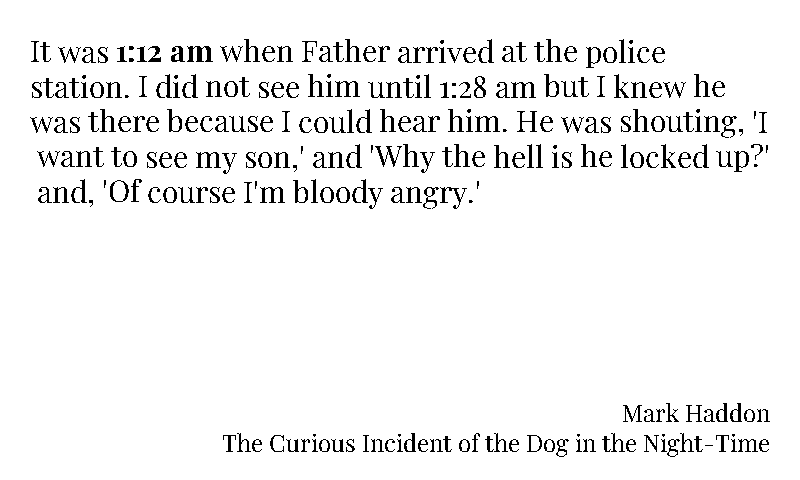 It was 1:12 am when Father arrived at the police
station. I did not see him until 1:28 am but I knew he
was there because I could hear him. He was shouting, 'I
want to see my son,' and 'Why the hell is he locked up?'
and, 'Of course I'm bloody angry.'
Mark Haddon
The Curious Incident of the Dog in the Night-Time